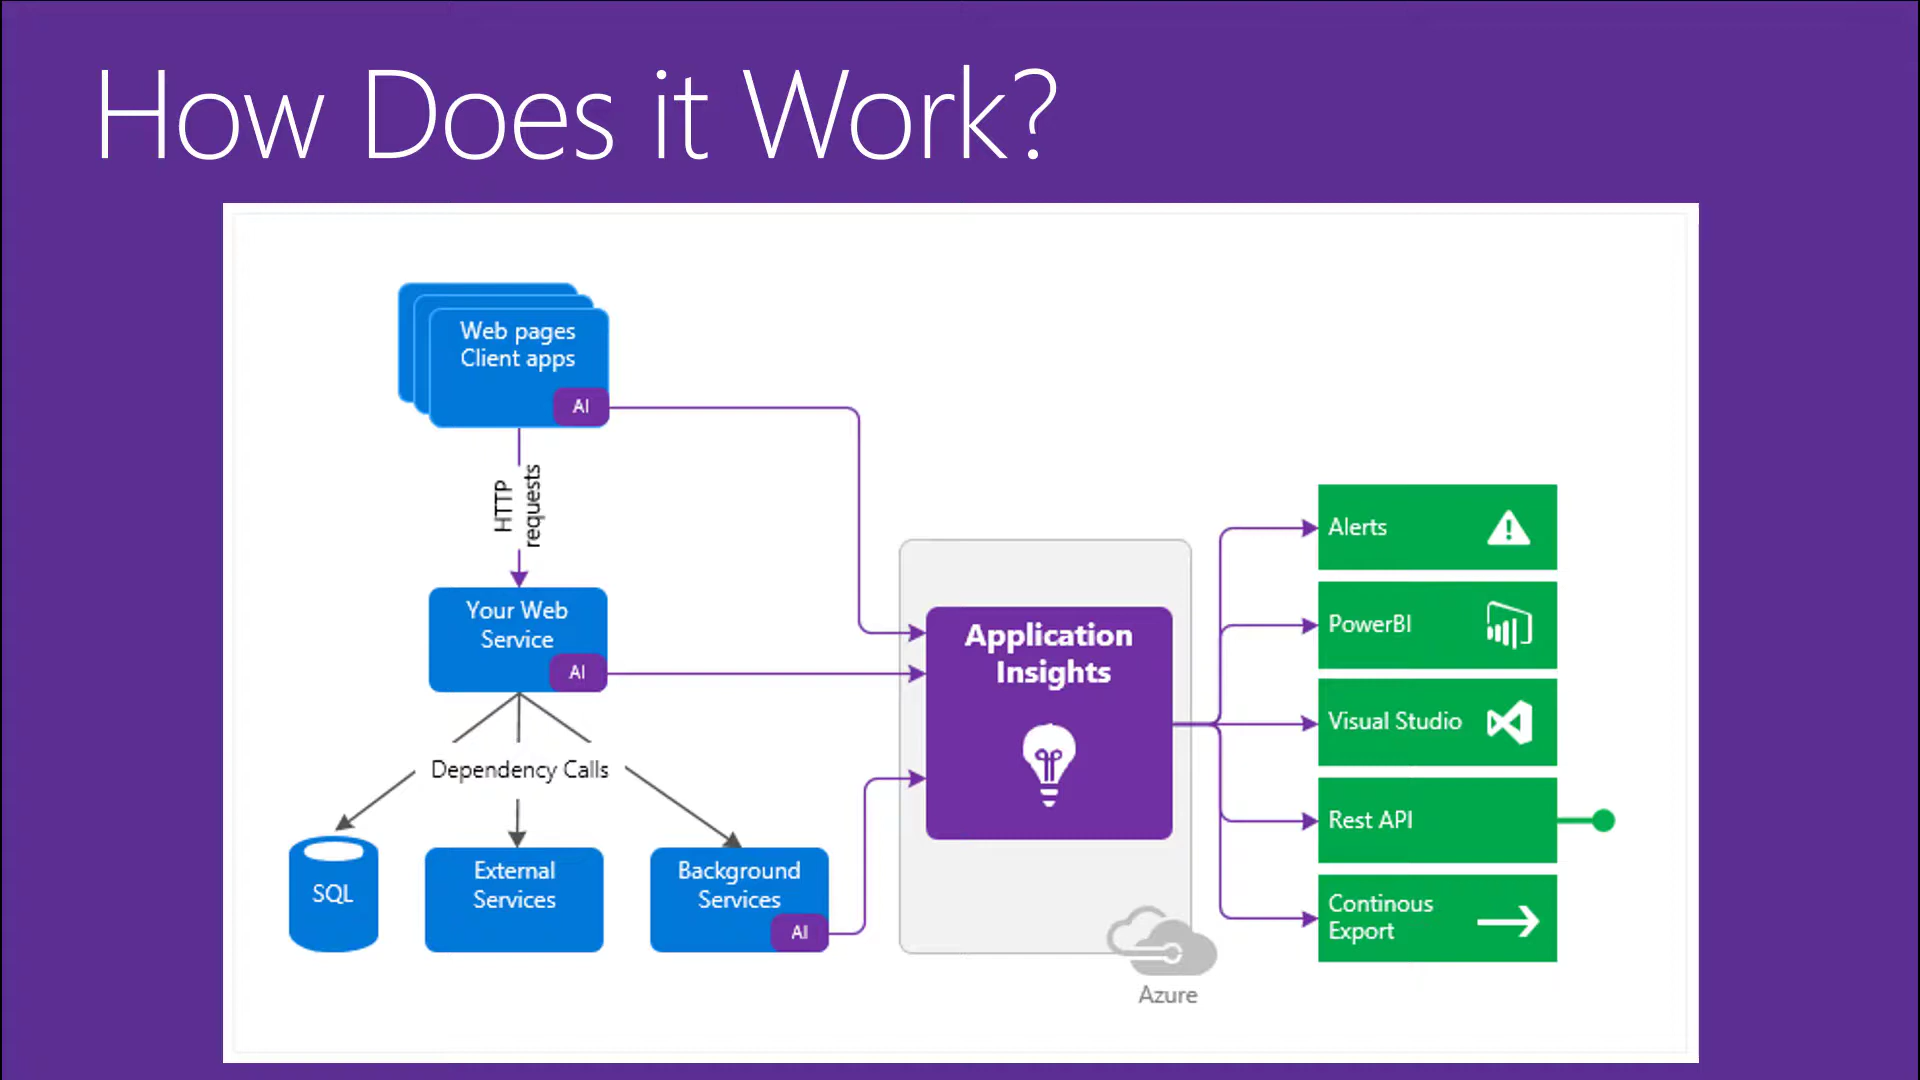 How Does it Work?
Web pages
Client apps
AI
HTTP
requests
Your Web
Service
AI
Dependency Calls
SQL
External
Services
Background
Services
AI
Application
Insights
Azure
Alerts
PowerBI
Visual Studio
Rest API
Continous
Export